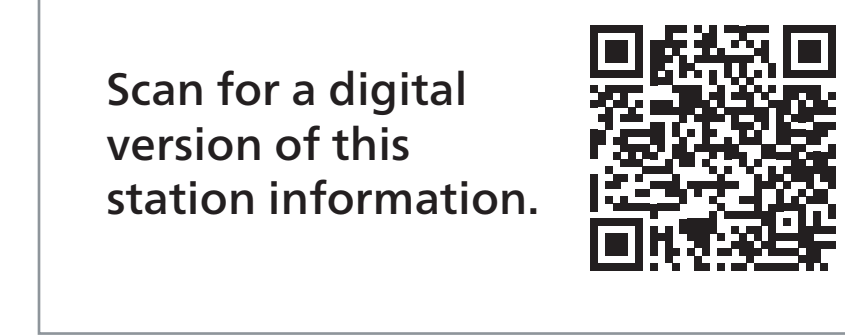 Scan for a digital
version of this
station information.